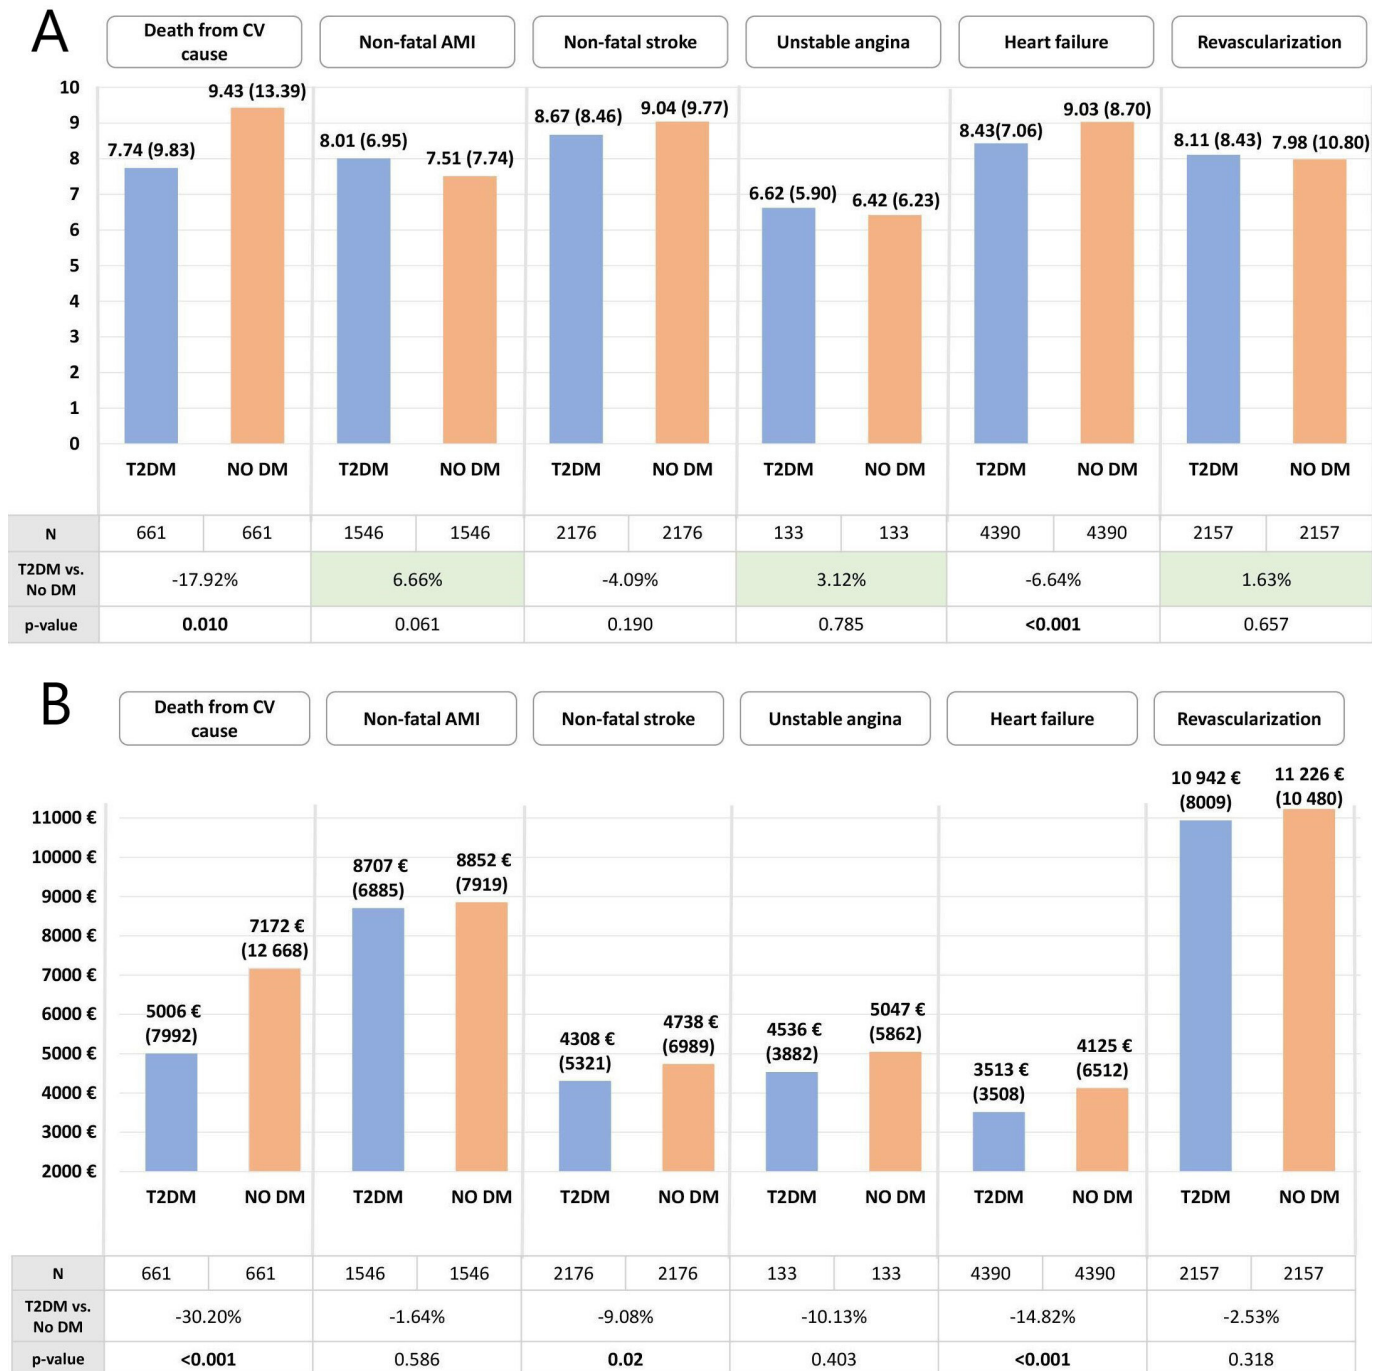 A
Death from CV
cause
Non-fatal AMI
Non-fatal stroke
Unstable angina
Heart failure
Revascularization
10
9
8
7
6
5
4
3
2
1
0
7.74 (9.83)
9.43 (13.39)
8.01 (6.95)
7.51 (7.74)
8.67 (8.46)
9.04 (9.77)
6.62 (5.90)
6.42 (6.23)
8.43(7.06)
9.03 (8.70)
8.11 (8.43)
7.98 (10.80)
T2DM NO DM T2DM NO DM T2DM NO DM T2DM NO DM T2DM NO DM T2DM NO DM
N 661 661 1546 1546 2176 2176 133 133 4390 4390 2157 2157
T2DM vs.
No DM
-17.92% 6.66% -4.09% 3.12% -6.64% 1.63%
p-value 0.010 0.061 0.190 0.785 <0.001 0.657
B
Death from CV
cause
Non-fatal AMI
Non-fatal stroke
Unstable angina
Heart failure
Revascularization
11000 €
10000 €
9000 €
8000 €
7000 €
6000 €
5000 €
4000 €
3000 €
2000 €
5006 €
(7992)
7172 €
(12 668)
8707 €
(6885)
8852 €
(7919)
4308 €
(5321)
4738 €
(6989)
4536 €
(3882)
5047 €
(5862)
3513 €
(3508)
4125 €
(6512)
10 942 €
(8009)
11 226 €
(10 480)
T2DM NO DM T2DM NO DM T2DM NO DM T2DM NO DM T2DM NO DM T2DM NO DM
N 661 661 1546 1546 2176 2176 133 133 4390 4390 2157 2157
T2DM vs.
No DM
-30.20% -1.64% -9.08% -10.13% -14.82% -2.53%
p-value <0.001 0.586 0.02 0.403 <0.001 0.318